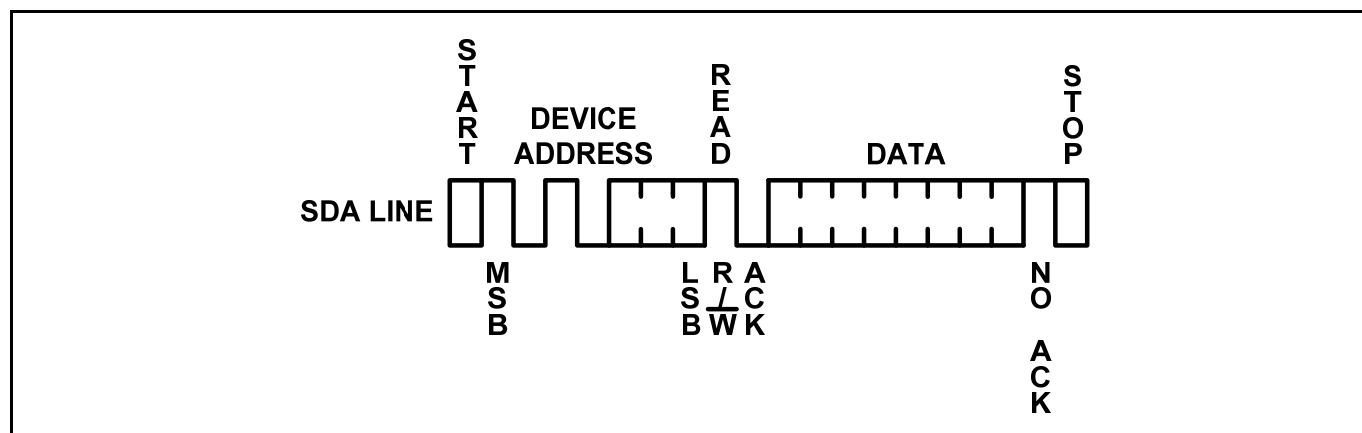 START
DEVICE
ADDRESS
READ
DATA
STOP
SDA LINE
MSB
LSB
R/W
ACK
NO ACK